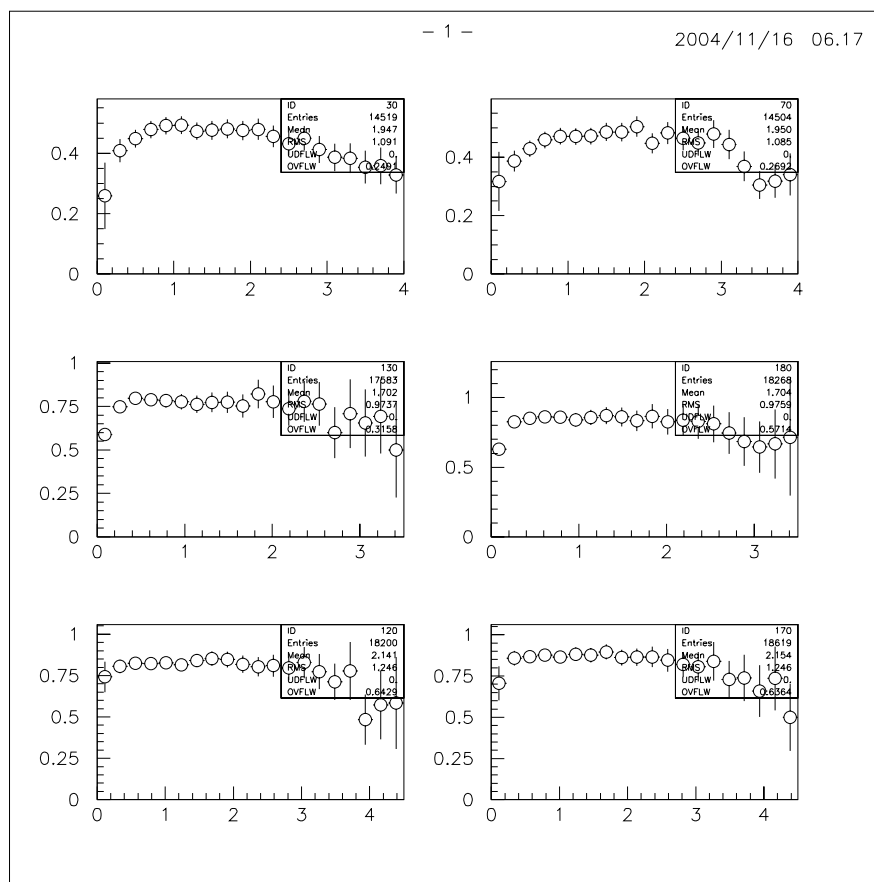 - 1 -
2004/11/16 06.17
ID 30
Entries 14519
Mean 1.947
RMS 1.091
UDFLW 0.
OVFLW 0.2491
0.4
0.2
0
0 1 2 3 4
ID 70
Entries 14504
Mean 1.950
RMS 1.085
UDFLW 0.
OVFLW 0.2692
0.4
0.2
0
0 1 2 3 4
ID 130
Entries 17583
Mean 1.702
RMS 0.9737
UDFLW 0.
OVFLW 0.3158
1
0.75
0.5
0.25
0
0 1 2 3
ID 180
Entries 18268
Mean 1.704
RMS 0.9759
UDFLW 0.
OVFLW 0.5714
1
0.5
0
0 1 2 3
ID 120
Entries 18200
Mean 2.141
RMS 1.246
UDFLW 0.
OVFLW 0.6429
1
0.75
0.5
0.25
0
0 1 2 3 4
ID 170
Entries 18619
Mean 2.154
RMS 1.246
UDFLW 0.
OVFLW 0.6364
1
0.75
0.5
0.25
0
0 1 2 3 4